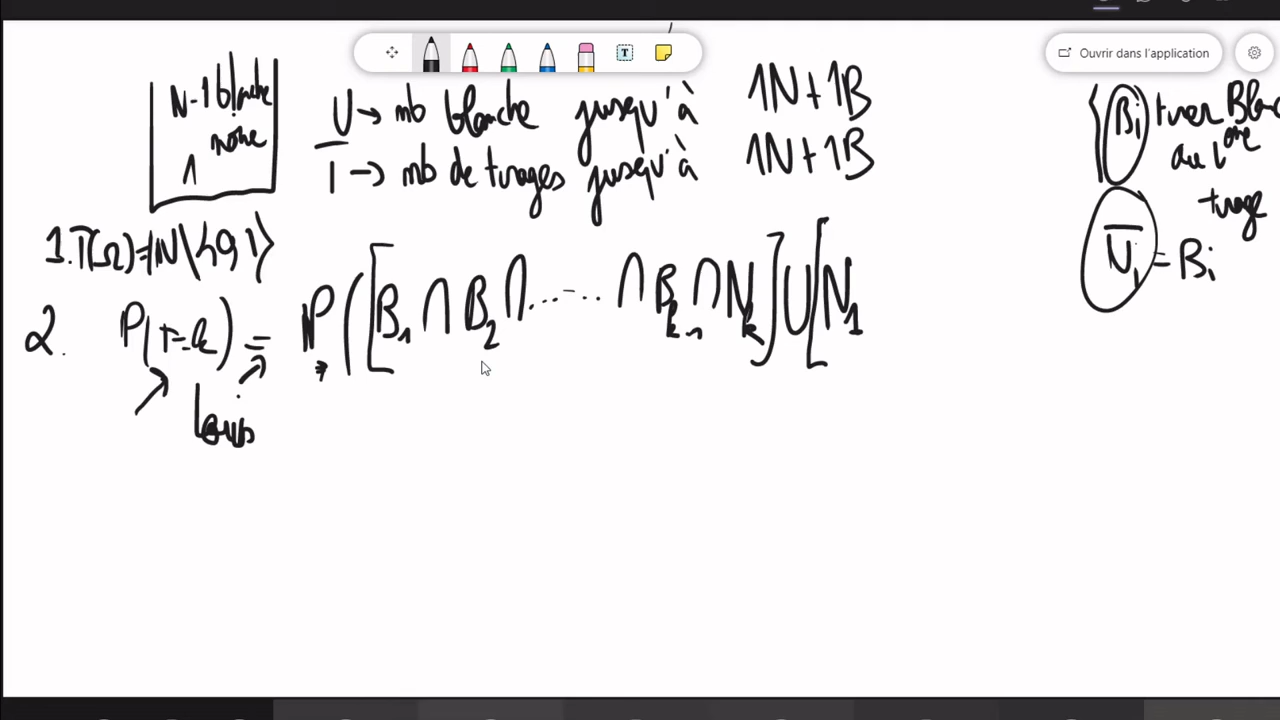 Ouvrir dans l'application
N-1 blanche
noire
1
U → nb blanche jusqu'à 1N+1B
T → nb de tirages jusqu'à 1N+1B
{ Bi tirer Blanc
au ième
tirage
N̅i = Bi
1. T(Ω)=ℕ\{0,1}
2. P(T=k) = P([B1 ∩ B2 ∩ ...... ∩ Bk-1 ∩ Nk] ∪ [N1